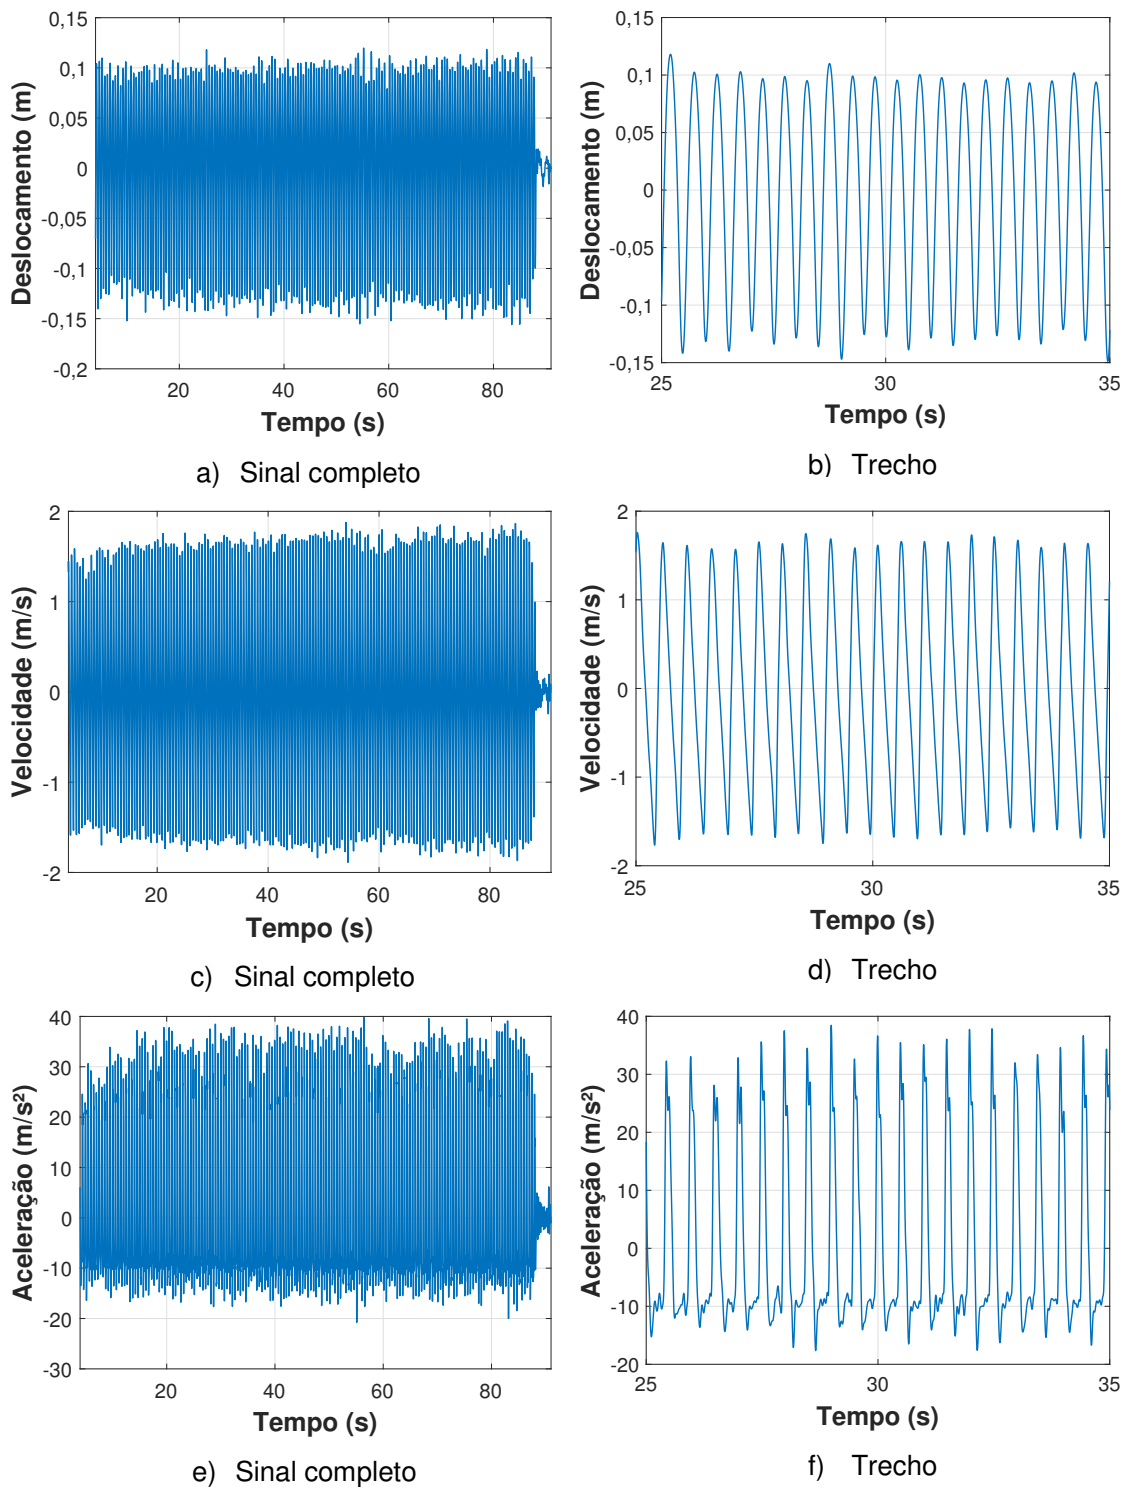 0,15
0,1
0,05
0
-0,05
-0,1
-0,15
-0,2
20 40 60 80
Deslocamento (m)
Tempo (s)
a) Sinal completo
0,15
0,1
0,05
0
-0,05
-0,1
-0,15
25 30 35
Deslocamento (m)
Tempo (s)
b) Trecho
2
1
0
-1
-2
20 40 60 80
Velocidade (m/s)
Tempo (s)
c) Sinal completo
2
1
0
-1
-2
25 30 35
Velocidade (m/s)
Tempo (s)
d) Trecho
40
30
20
10
0
-10
-20
-30
20 40 60 80
Aceleração (m/s²)
Tempo (s)
e) Sinal completo
40
30
20
10
0
-10
-20
25 30 35
Aceleração (m/s²)
Tempo (s)
f) Trecho